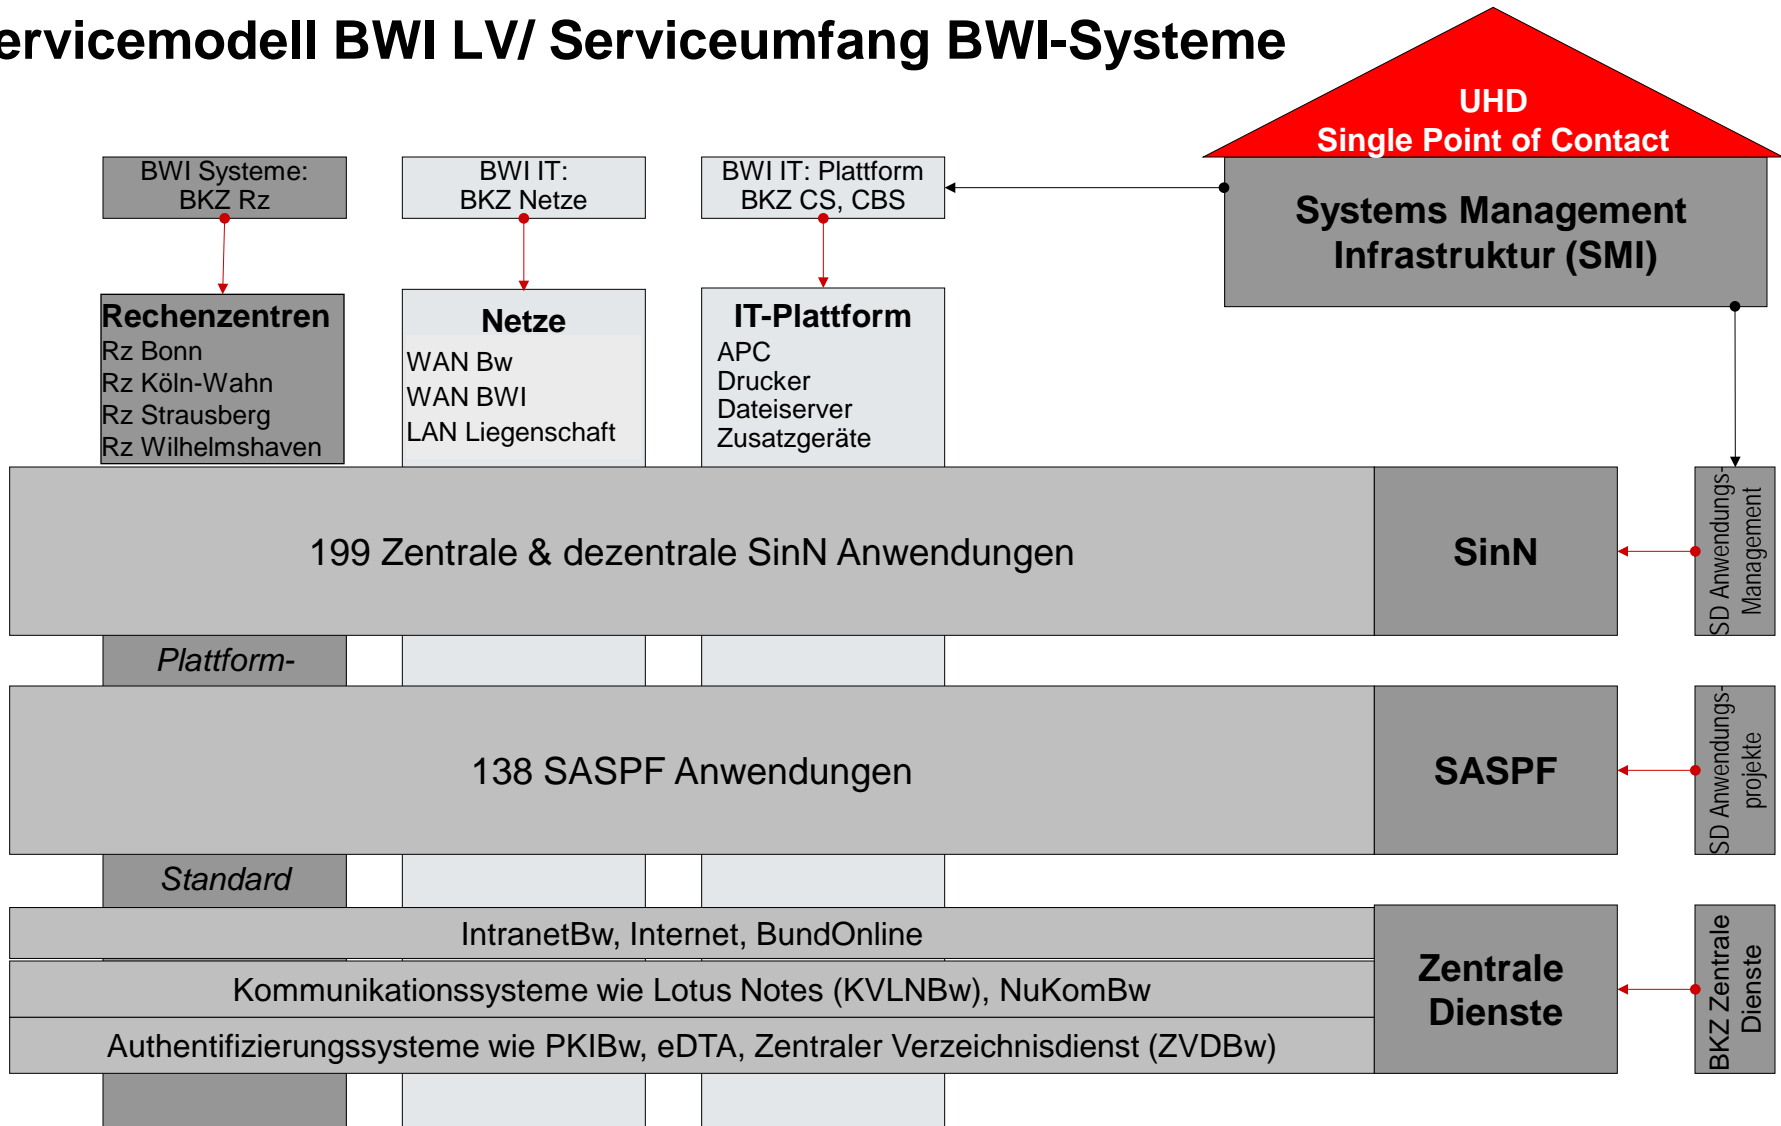 ervicemodell BWI LV/ Serviceumfang BWI-Systeme
UHD
Single Point of Contact
Systems Management
Infrastruktur (SMI)
BWI Systeme:
BKZ Rz
BWI IT:
BKZ Netze
BWI IT: Plattform
BKZ CS, CBS
Rechenzentren
Rz Bonn
Rz Köln-Wahn
Rz Strausberg
Rz Wilhelmshaven
Netze
WAN Bw
WAN BWI
LAN Liegenschaft
IT-Plattform
APC
Drucker
Dateiserver
Zusatzgeräte
199 Zentrale & dezentrale SinN Anwendungen
SinN
SD Anwendungs-
Management
Plattform-
138 SASPF Anwendungen
SASPF
SD Anwendungs-
projekte
Standard
IntranetBw, Internet, BundOnline
Kommunikationssysteme wie Lotus Notes (KVLNBw), NuKomBw
Authentifizierungssysteme wie PKIBw, eDTA, Zentraler Verzeichnisdienst (ZVDBw)
Zentrale
Dienste
BKZ Zentrale
Dienste